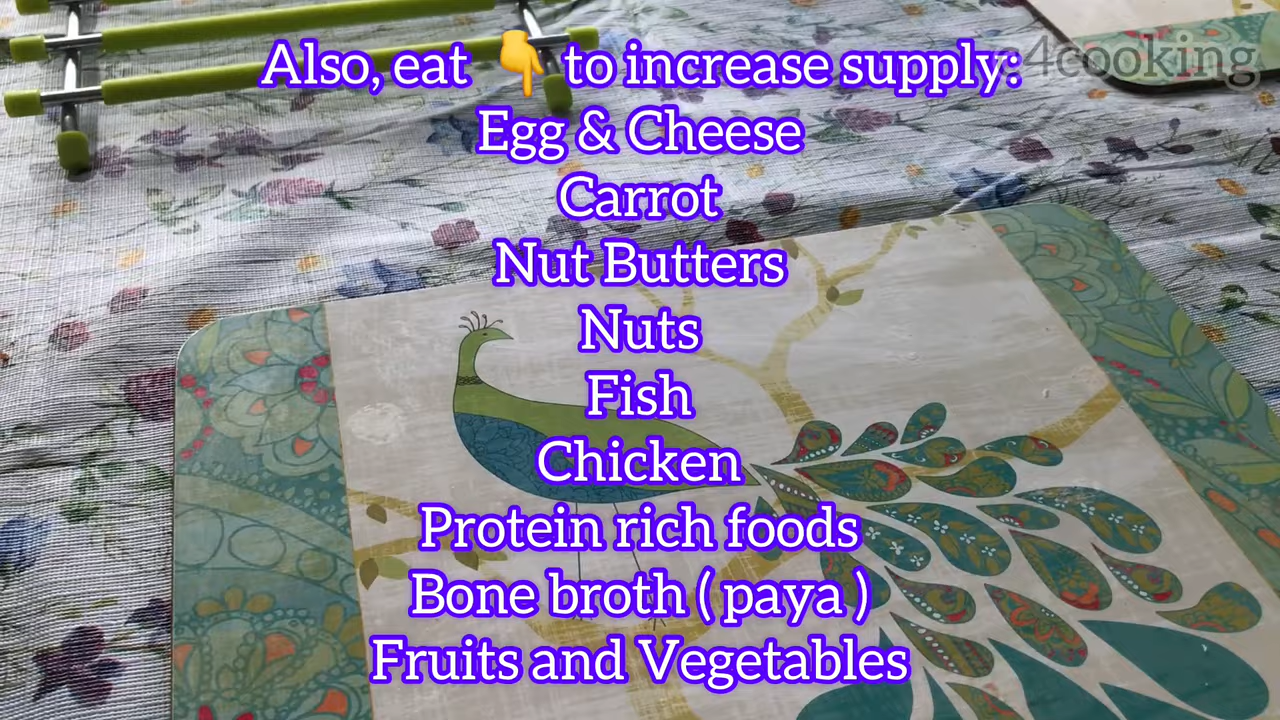 Also, eat 👇 to increase supply:
e4cooking
Egg & Cheese
Carrot
Nut Butters
Nuts
Fish
Chicken
Protein rich foods
Bone broth ( paya )
Fruits and Vegetables